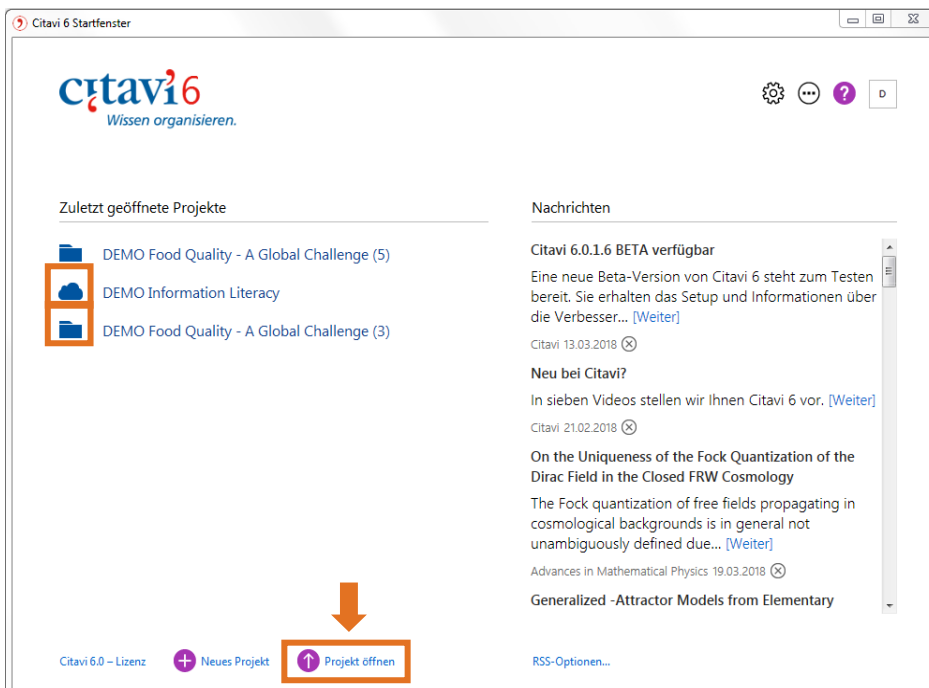 Citavi 6 Startfenster
citavi6
Wissen organisieren.
?
D
Zuletzt geöffnete Projekte
DEMO Food Quality - A Global Challenge (5)
DEMO Information Literacy
DEMO Food Quality - A Global Challenge (3)
Nachrichten
Citavi 6.0.1.6 BETA verfügbar
Eine neue Beta-Version von Citavi 6 steht zum Testen
bereit. Sie erhalten das Setup und Informationen über
die Verbesser... [Weiter]
Citavi 13.03.2018
Neu bei Citavi?
In sieben Videos stellen wir Ihnen Citavi 6 vor. [Weiter]
Citavi 21.02.2018
On the Uniqueness of the Fock Quantization of the
Dirac Field in the Closed FRW Cosmology
The Fock quantization of free fields propagating in
cosmological backgrounds is in general not
unambiguously defined due... [Weiter]
Advances in Mathematical Physics 19.03.2018
Generalized -Attractor Models from Elementary
Citavi 6.0 – Lizenz
Neues Projekt
Projekt öffnen
RSS-Optionen...